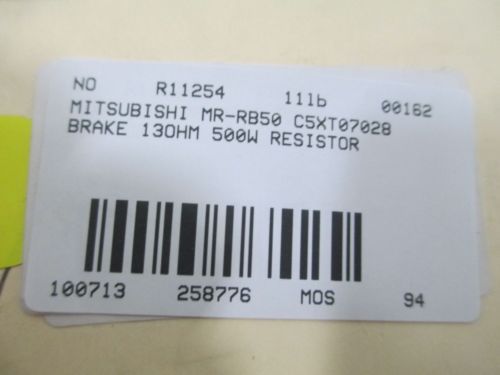 NO R11254 11lb 00162
MITSUBISHI MR-RB50 C5XT07028
BRAKE 13OHM 500W RESISTOR
100713 258776 MOS 94